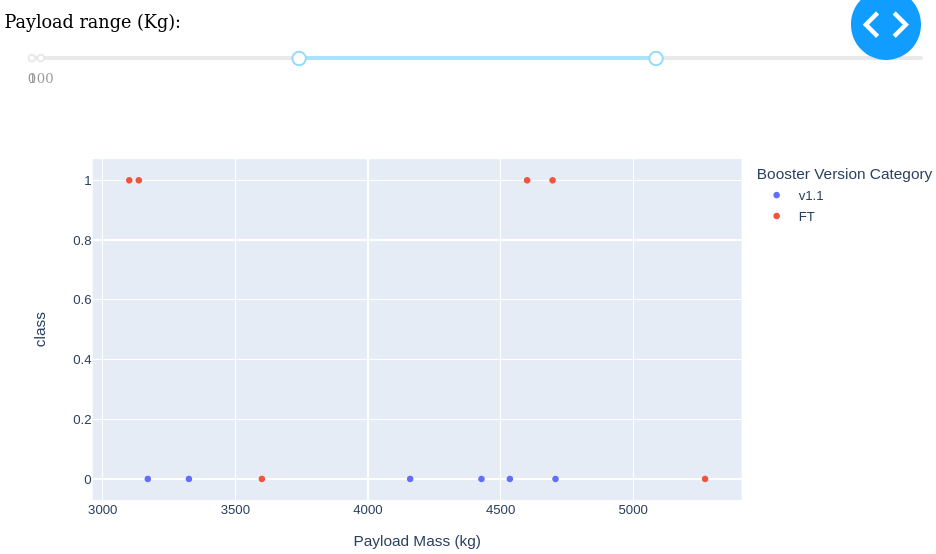 Payload range (Kg):
0
100
Booster Version Category
v1.1
FT
1
0.8
0.6
0.4
0.2
0
class
3000 3500 4000 4500 5000
Payload Mass (kg)